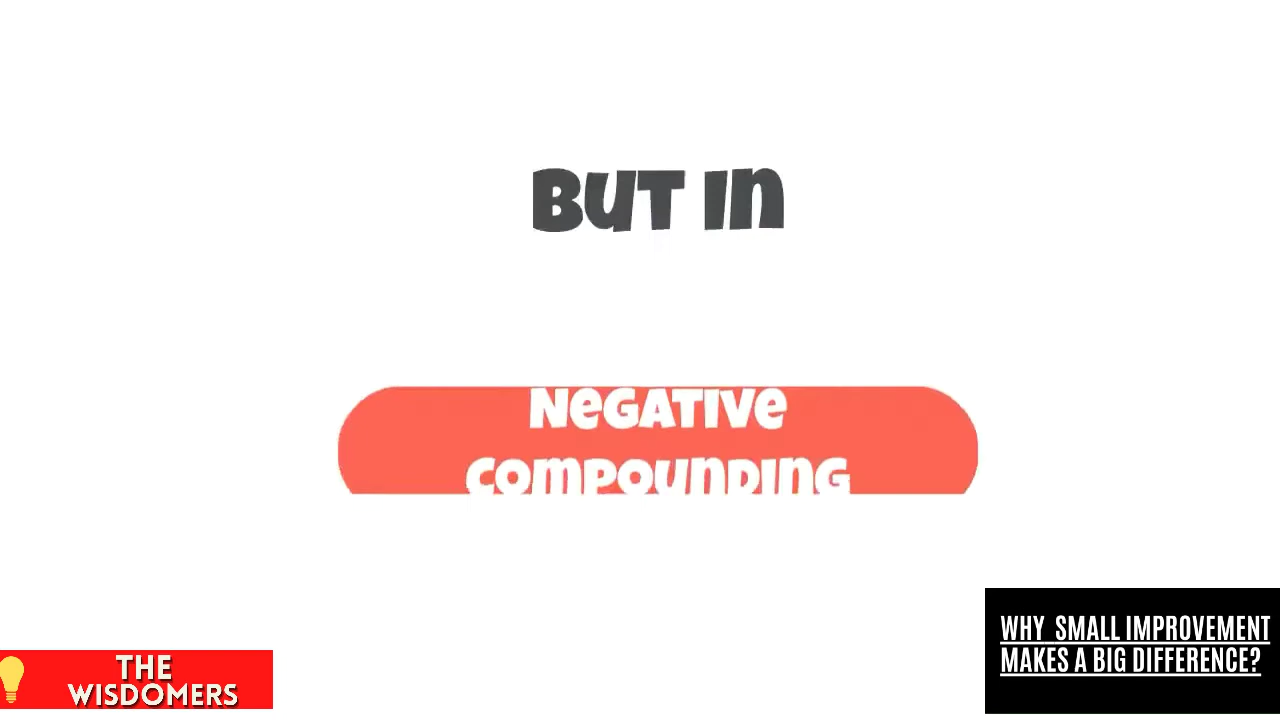 BUT IN
NEGATIVE
COMPOUNDING
THE
WISDOMERS
WHY SMALL IMPROVEMENT
MAKES A BIG DIFFERENCE?